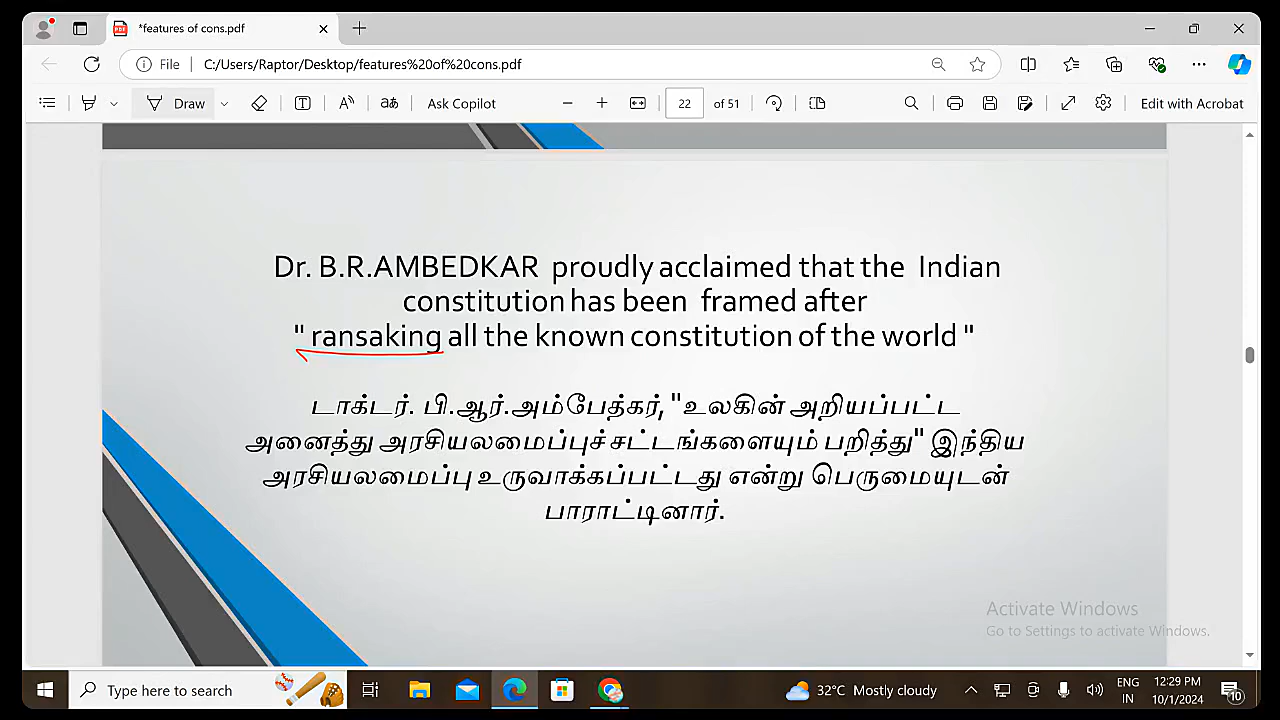 *features of cons.pdf
File
C:/Users/Raptor/Desktop/features%20of%20cons.pdf
Draw
Ask Copilot
22 of 51
Edit with Acrobat
Dr. B.R.AMBEDKAR proudly acclaimed that the Indian
constitution has been framed after
" ransaking all the known constitution of the world "
டாக்டர். பி.ஆர்.அம்பேத்கர், "உலகின் அறியப்பட்ட
அனைத்து அரசியலமைப்புச்சட்டங்களையும் பறித்து" இந்திய
அரசியலமைப்பு உருவாக்கப்பட்டது என்று பெருமையுடன்
பாராட்டினார்.
Activate Windows
Go to Settings to activate Windows.
Type here to search
32°C Mostly cloudy
ENG
IN
12:29 PM
10/1/2024
10